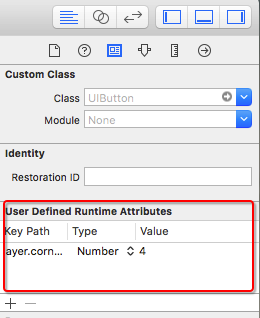 Custom Class
Class UIButton
Module None
Identity
Restoration ID
User Defined Runtime Attributes
Key Path Type Value
ayer.corn... Number 4